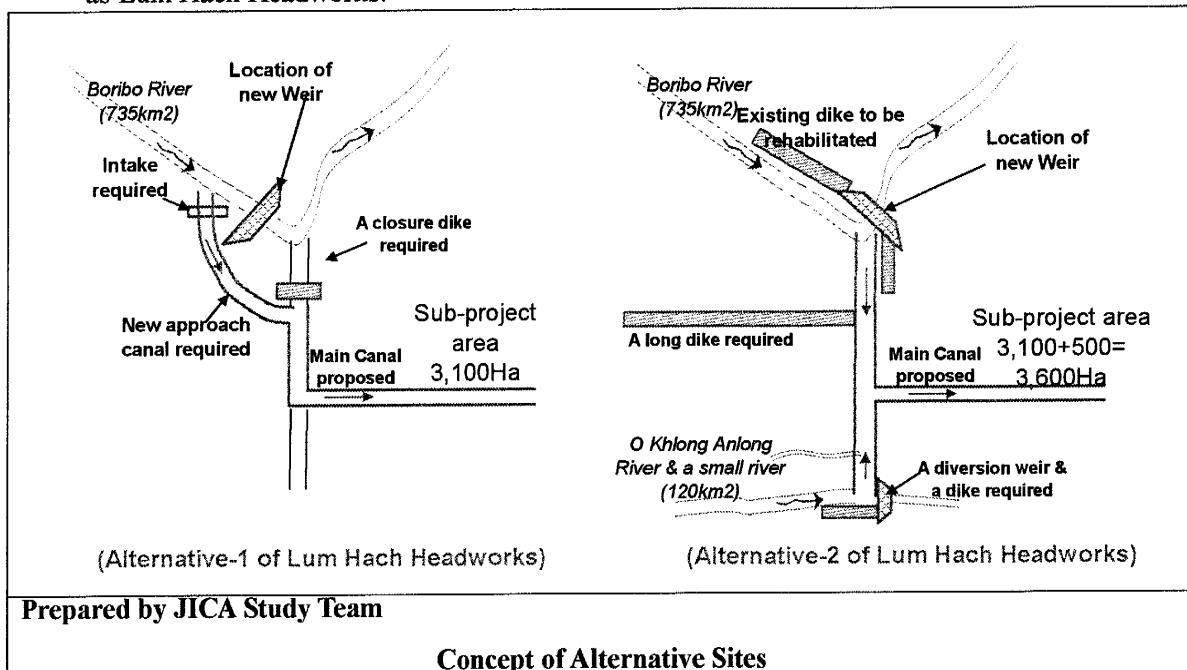 as Lum Hach Headworks.
Boribo River
(735km2)
Location of
new Weir
Intake
required
A closure dike
required
New approach
canal required
Sub-project
area
3,100Ha
Main Canal
proposed
(Alternative-1 of Lum Hach Headworks)
Boribo River
(735km2)
Existing dike to be
rehabilitated
Location of
new Weir
A long dike required
Sub-project area
3,100+500=
3,600Ha
Main Canal
proposed
O Khlong Anlong
River & a small river
(120km2)
A diversion weir &
a dike required
(Alternative-2 of Lum Hach Headworks)
Prepared by JICA Study Team
Concept of Alternative Sites